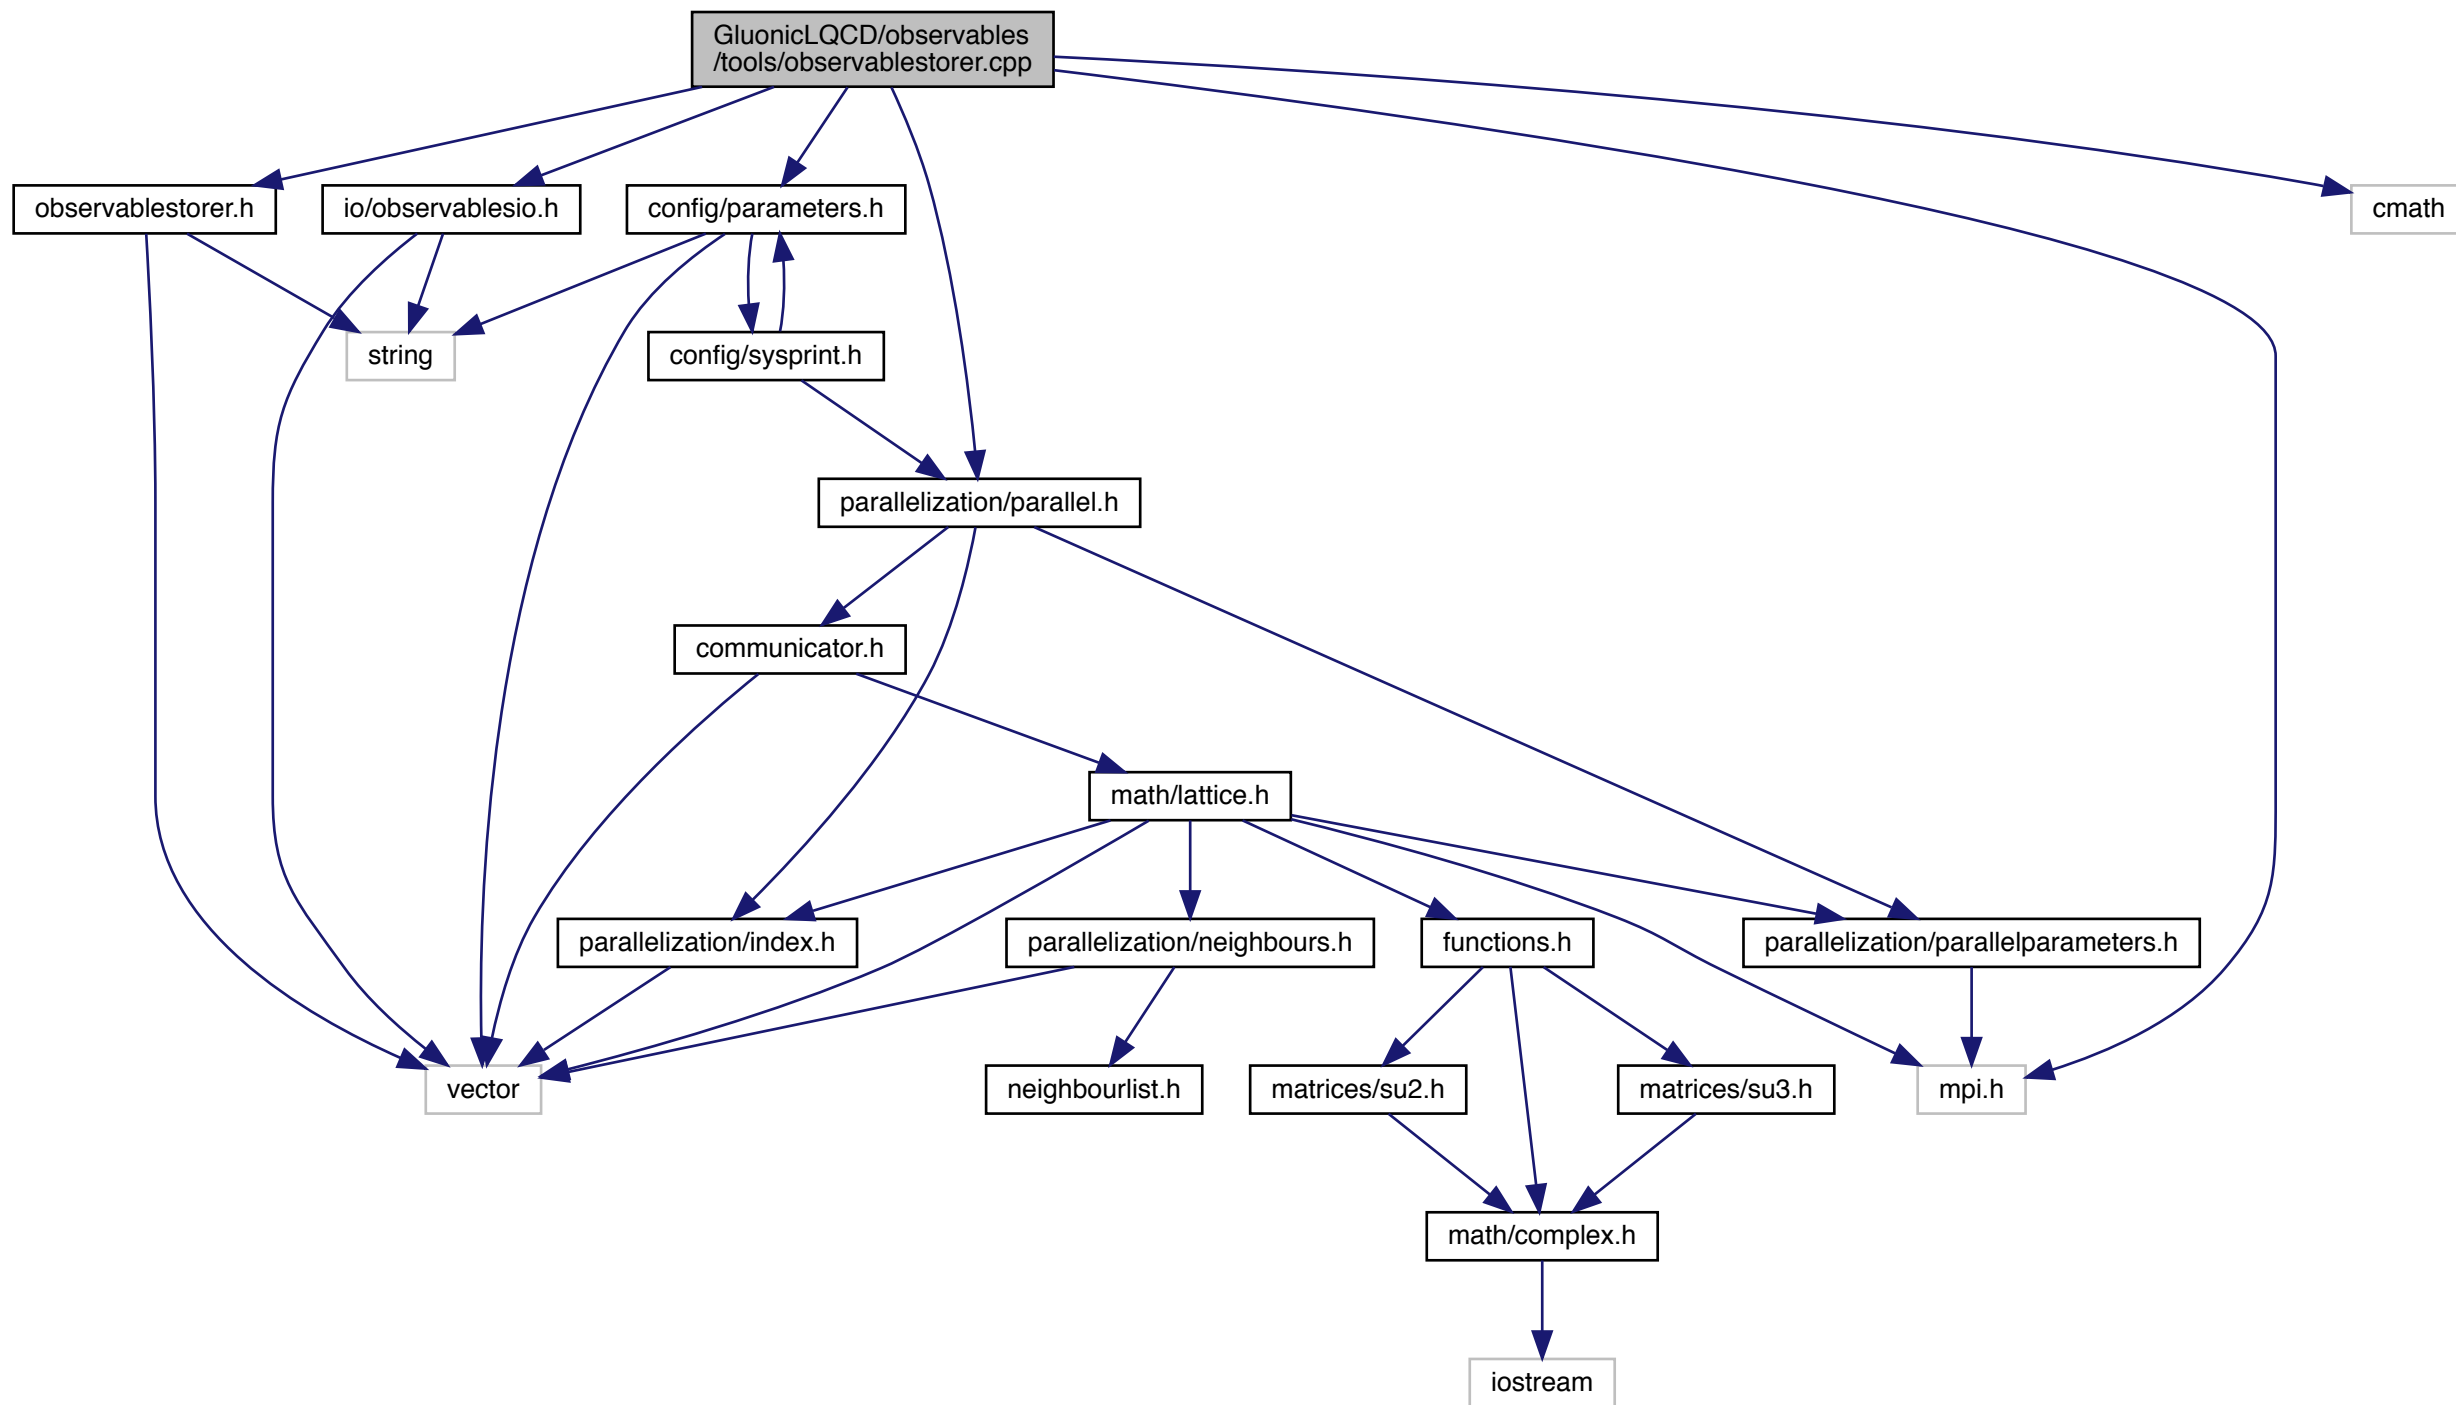 GluonicLQCD/observables
/tools/observablestorer.cpp
observablestorer.h
io/observablesio.h
config/parameters.h
cmath
string
config/sysprint.h
parallelization/parallel.h
communicator.h
math/lattice.h
parallelization/index.h
parallelization/neighbours.h
functions.h
parallelization/parallelparameters.h
vector
neighbourlist.h
matrices/su2.h
matrices/su3.h
mpi.h
math/complex.h
iostream